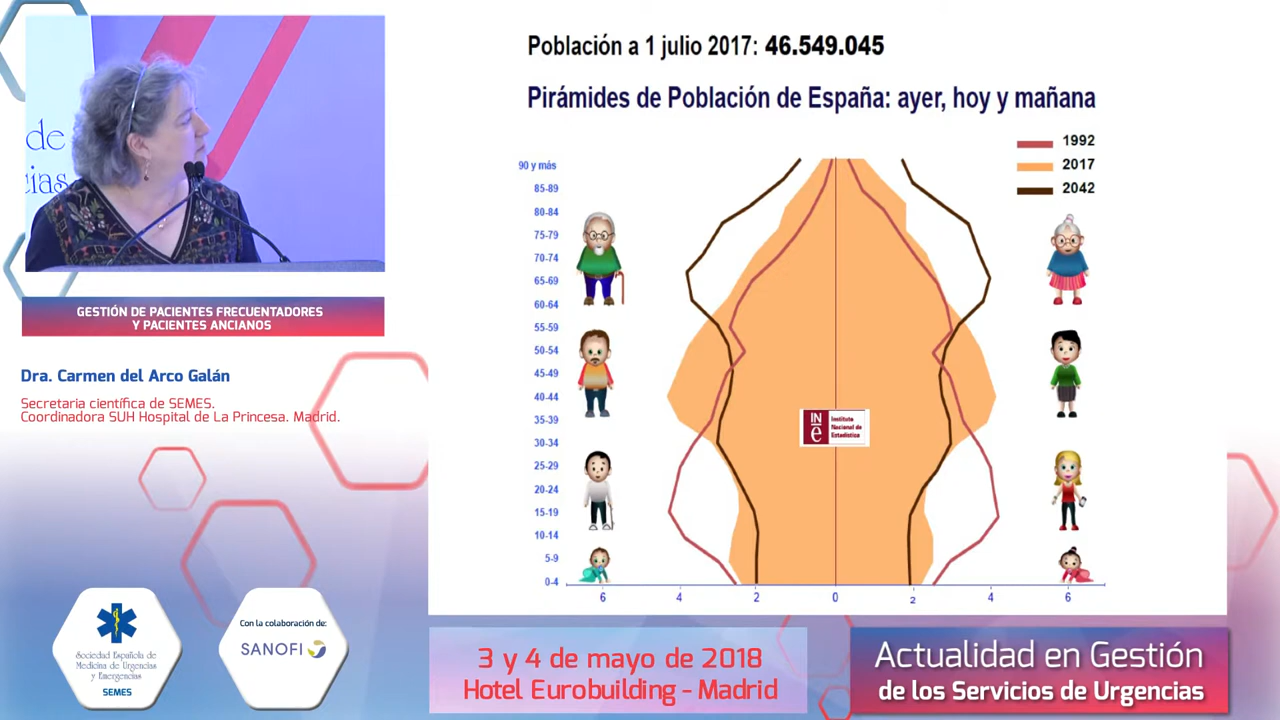 de
ias
GESTIÓN DE PACIENTES FRECUENTADORES
Y PACIENTES ANCIANOS
Dra. Carmen del Arco Galán
Secretaria científica de SEMES.
Coordinadora SUH Hospital de La Princesa. Madrid.
Sociedad Española de
Medicina de Urgencias
y Emergencias
SEMES
Con la colaboración de:
SANOFI
Población a 1 julio 2017: 46.549.045
Pirámides de Población de España: ayer, hoy y mañana
1992
2017
2042
90 y más
85-89
80-84
75-79
70-74
65-69
60-64
55-59
50-54
45-49
40-44
35-39
30-34
25-29
20-24
15-19
10-14
5-9
0-4
6 4 2 0 2 4 6
INe
Instituto
Nacional de
Estadística
3 y 4 de mayo de 2018
Hotel Eurobuilding - Madrid
Actualidad en Gestión
de los Servicios de Urgencias